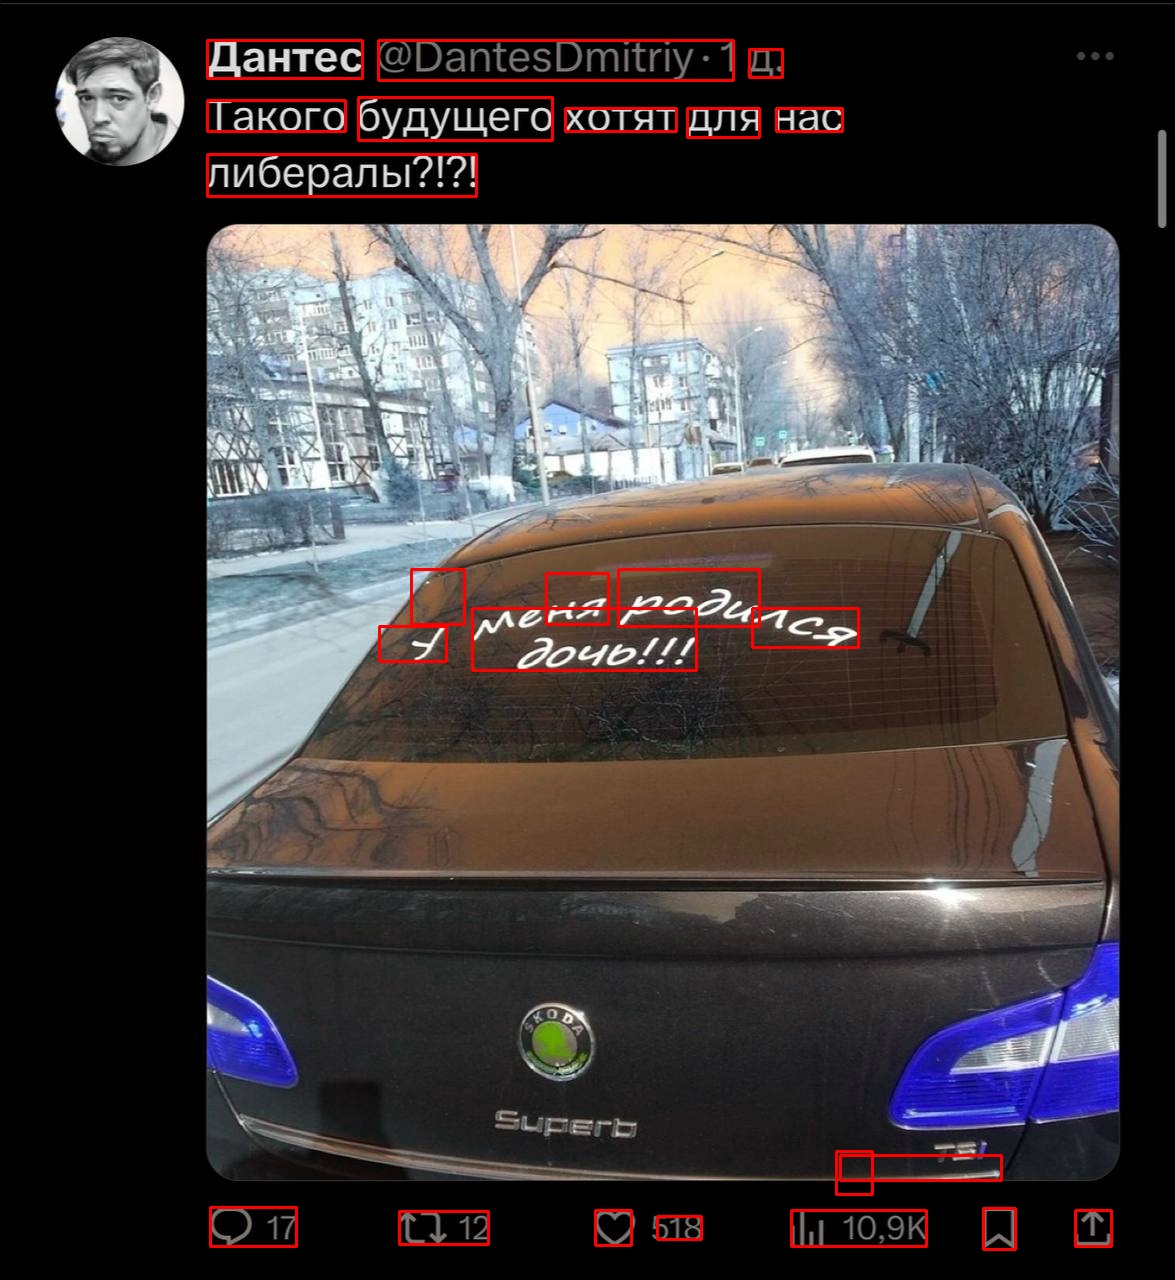 Дантес @DantesDmitriy · 1 д.
Такого будущего хотят для нас
либералы?!?!
У меня родился
дочь!!!
SKODA
Superb
TSI
17 12 518 10,9K